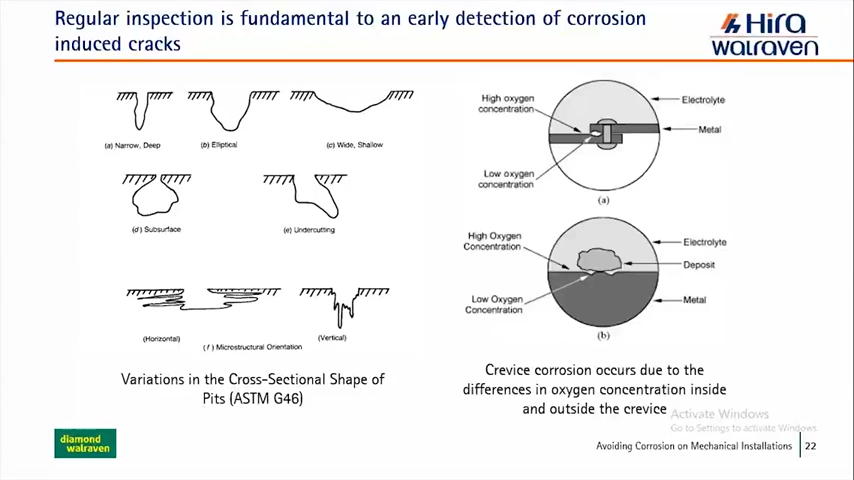 Regular inspection is fundamental to an early detection of corrosion
induced cracks
Hira
walraven
(a) Narrow, Deep
(b) Elliptical
(c) Wide, Shallow
(d) Subsurface
(e) Undercutting
(Horizontal)
(Vertical)
(f) Microstructural Orientation
Variations in the Cross-Sectional Shape of
Pits (ASTM G46)
High oxygen
concentration
Electrolyte
Metal
Low oxygen
concentration
(a)
High Oxygen
Concentration
Electrolyte
Deposit
Low Oxygen
Concentration
Metal
(b)
Crevice corrosion occurs due to the
differences in oxygen concentration inside
and outside the crevice
Activate Windows
Go to Settings to activate Windows.
diamond
walraven
Avoiding Corrosion on Mechanical Installations
22